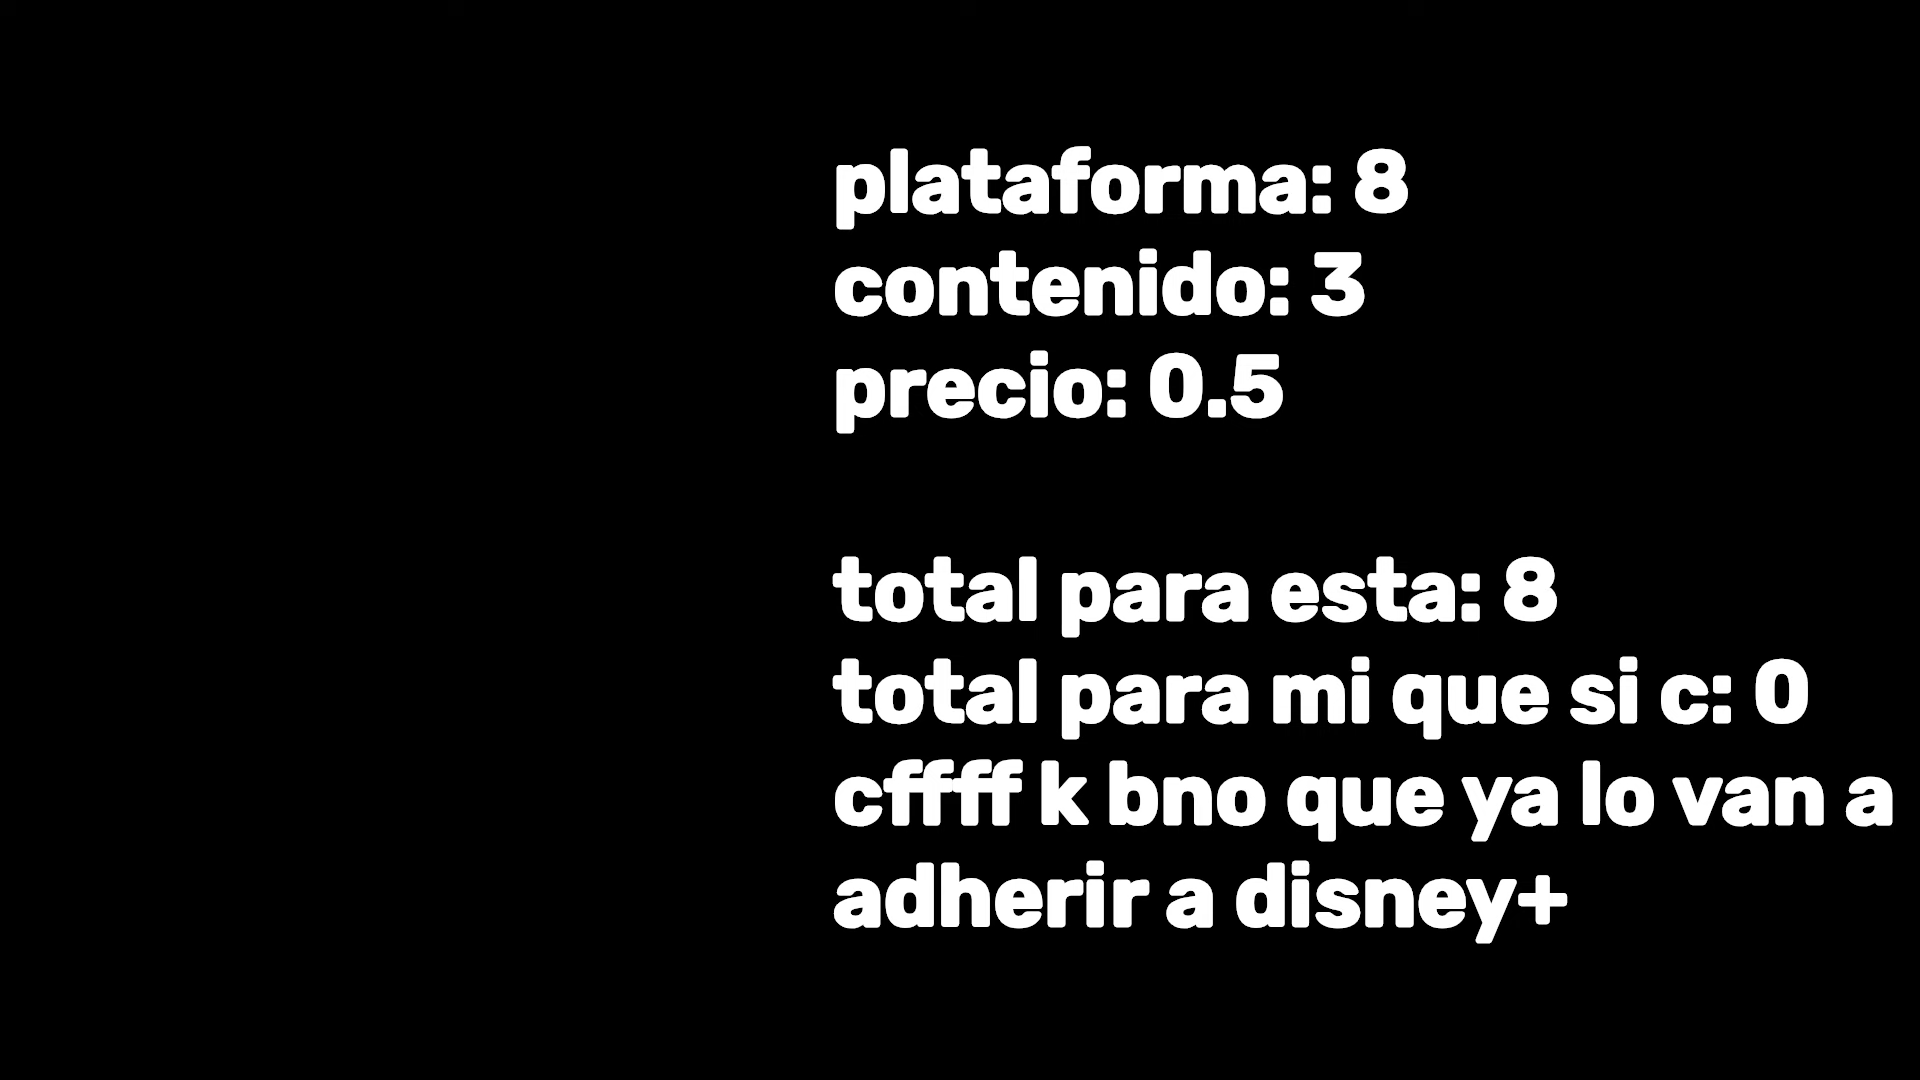 plataforma: 8
contenido: 3
precio: 0.5
total para esta: 8
total para mi que si c: 0
cffff k bno que ya lo van a
adherir a disney+